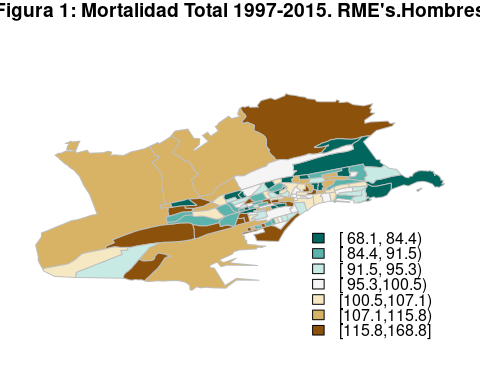 Figura 1: Mortalidad Total 1997-2015. RME's.Hombres
[ 68.1, 84.4)
[ 84.4, 91.5)
[ 91.5, 95.3)
[ 95.3,100.5)
[100.5,107.1)
[107.1,115.8)
[115.8,168.8]